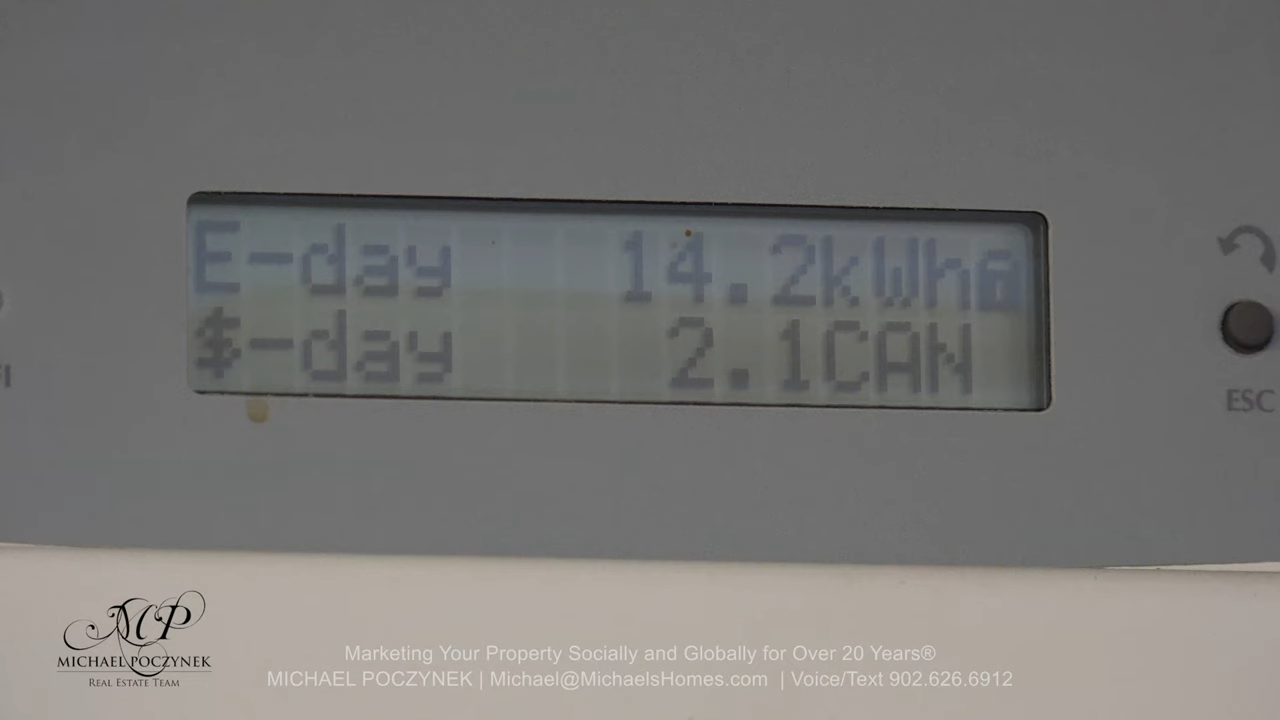 E-day 14.2kWh
$-day 2.1CAN
ESC
MP
MICHAEL POCZYNEK
REAL ESTATE TEAM
Marketing Your Property Socially and Globally for Over 20 Years®
MICHAEL POCZYNEK | Michael@MichaelsHomes.com | Voice/Text 902.626.6912